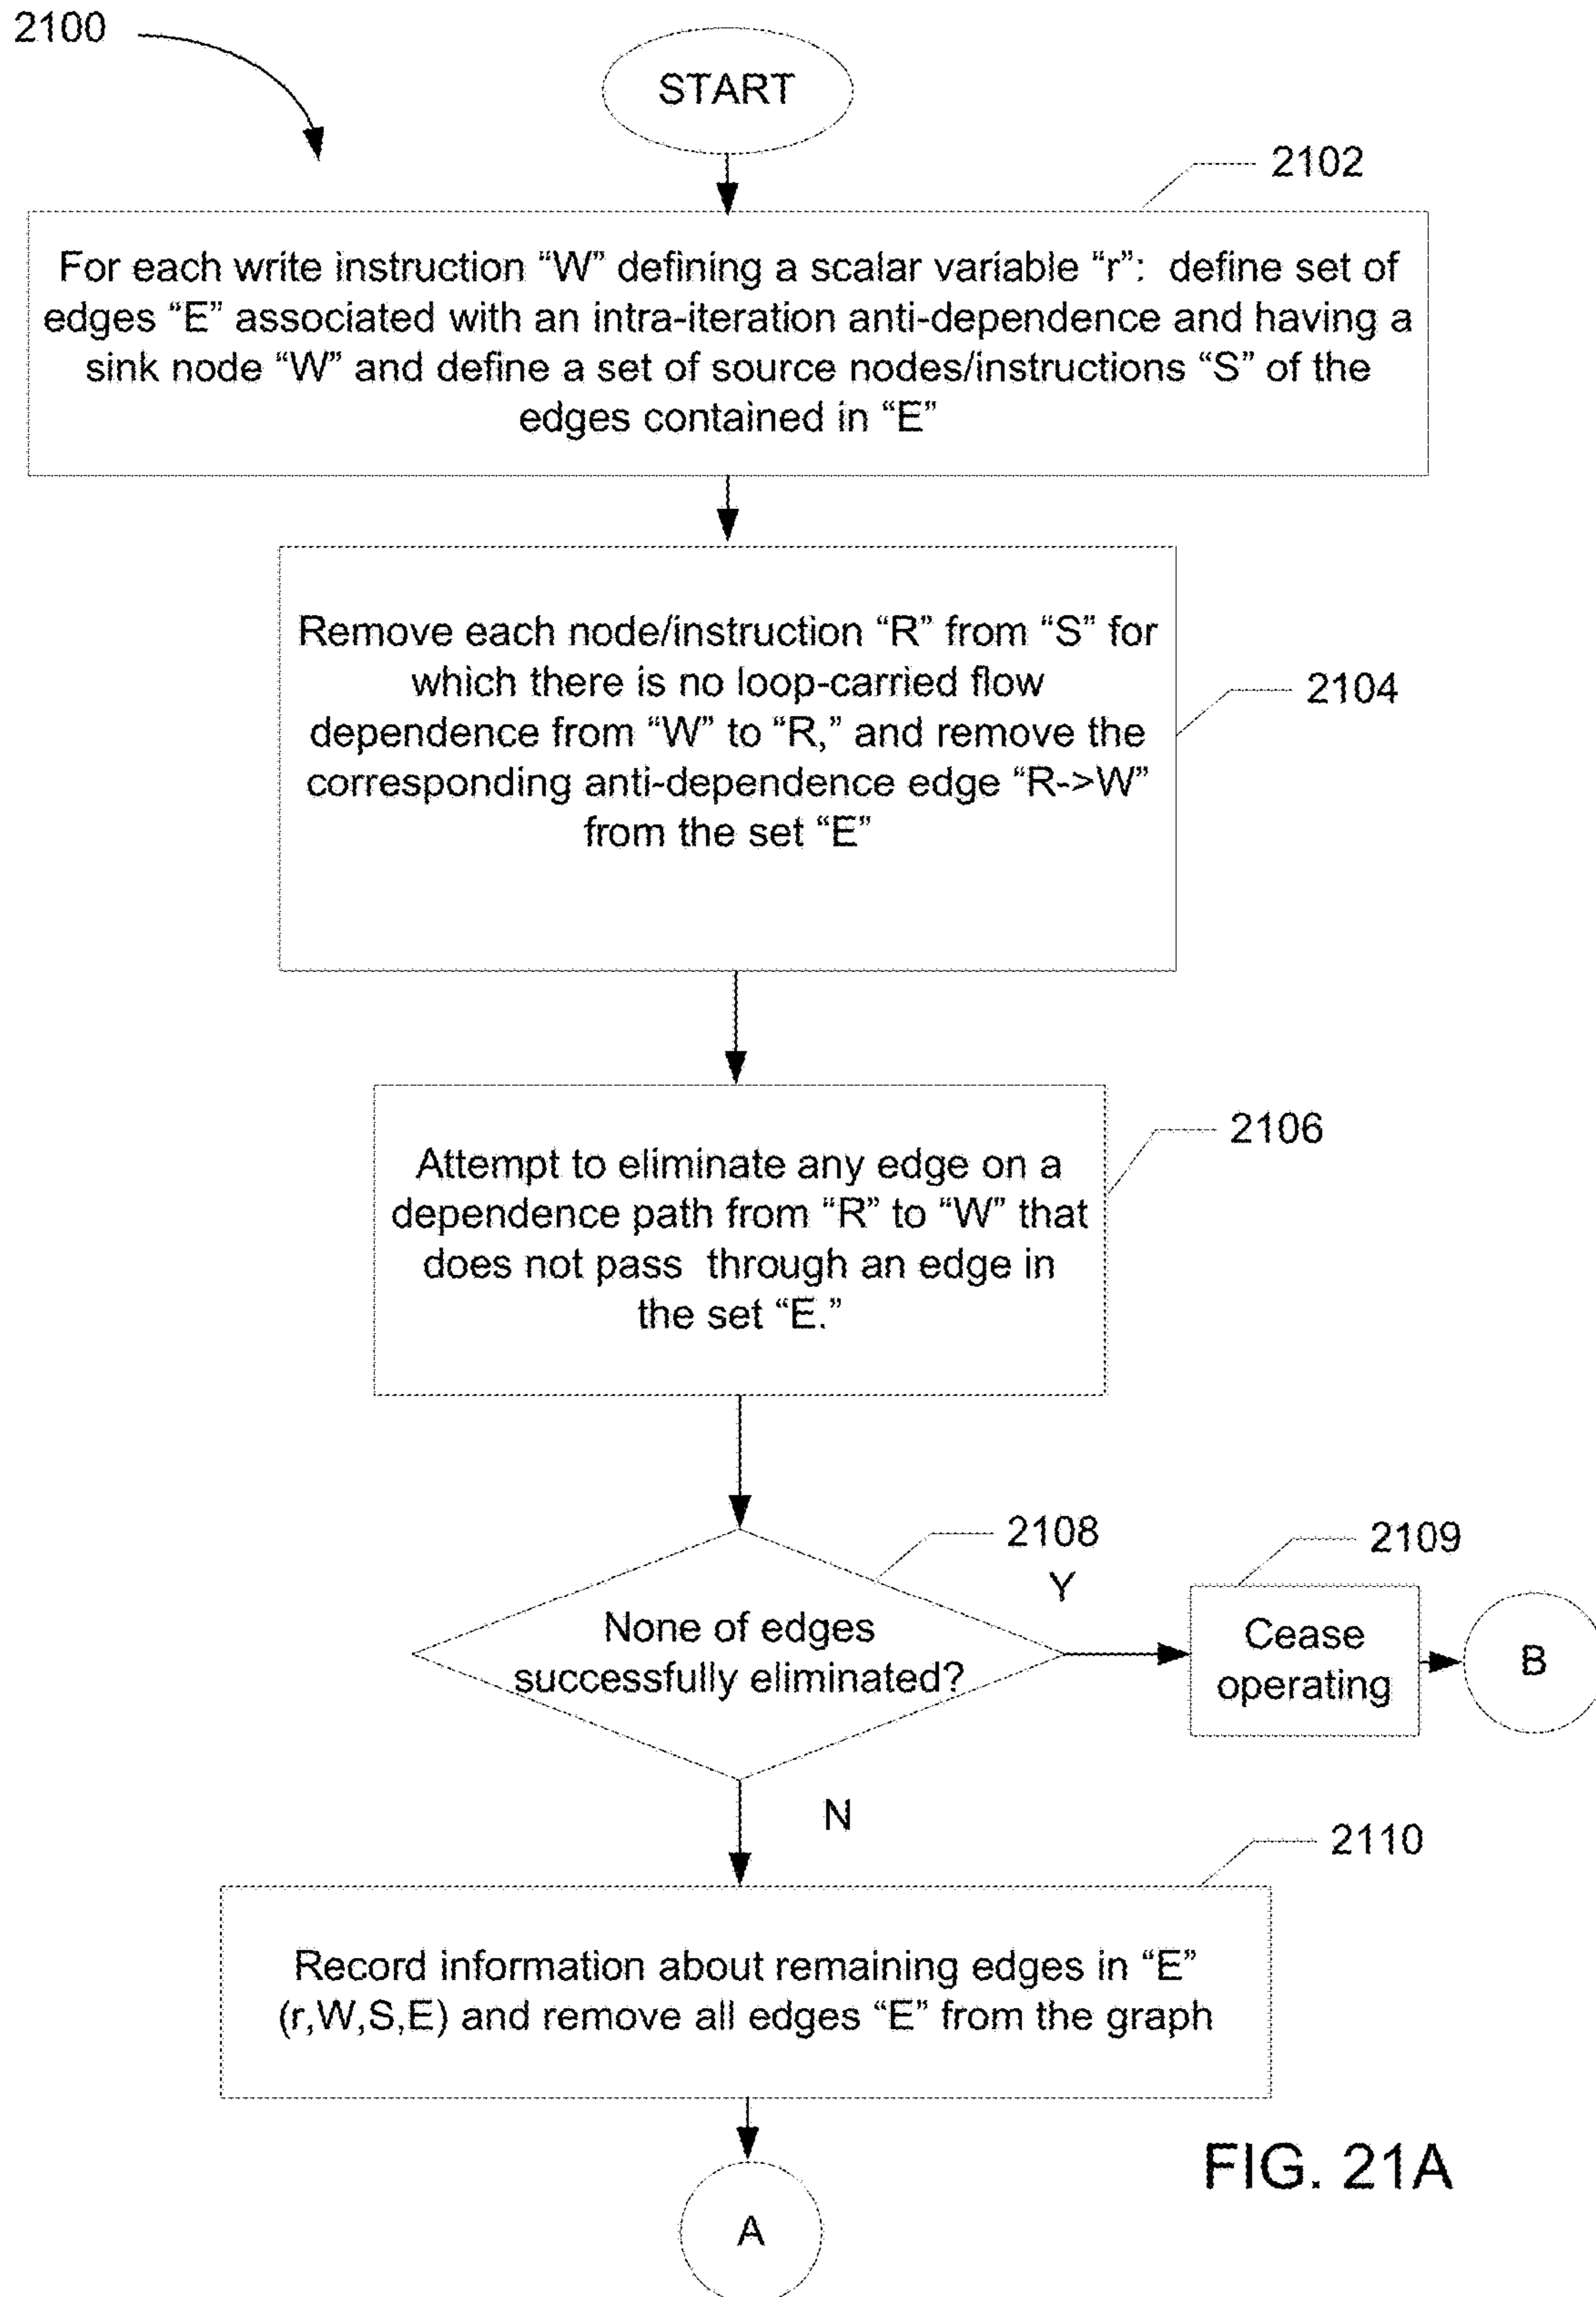 2100
START
2102
For each write instruction “W” defining a scalar variable “r”: define set of
edges “E” associated with an intra-iteration anti-dependence and having a
sink node “W” and define a set of source nodes/instructions “S” of the
edges contained in “E”
Remove each node/instruction “R” from “S” for
which there is no loop-carried flow
dependence from “W” to “R,” and remove the
corresponding anti-dependence edge “R->W”
from the set “E”
2104
2106
Attempt to eliminate any edge on a
dependence path from “R” to “W” that
does not pass through an edge in
the set “E.”
2108
2109
Y
None of edges
successfully eliminated?
Cease
operating
B
N
2110
Record information about remaining edges in “E”
(r,W,S,E) and remove all edges “E” from the graph
FIG. 21A
A